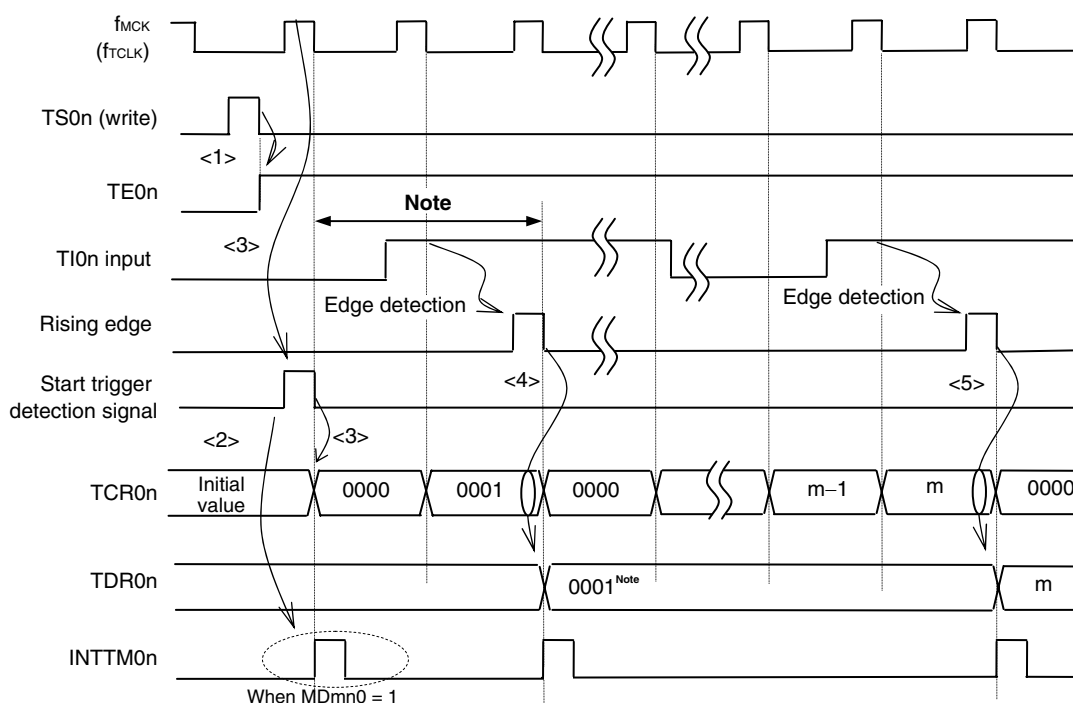 fMCK
(fTCLK)
TS0n (write)
<1>
TE0n
Note
<3>
TI0n input
Edge detection
Edge detection
Rising edge
<4>
<5>
Start trigger
detection signal
<2>
<3>
TCR0n
Initial
value
0000
0001
0000
m−1
m
0000
TDR0n
0001Note
m
INTTM0n
When MDmn0 = 1